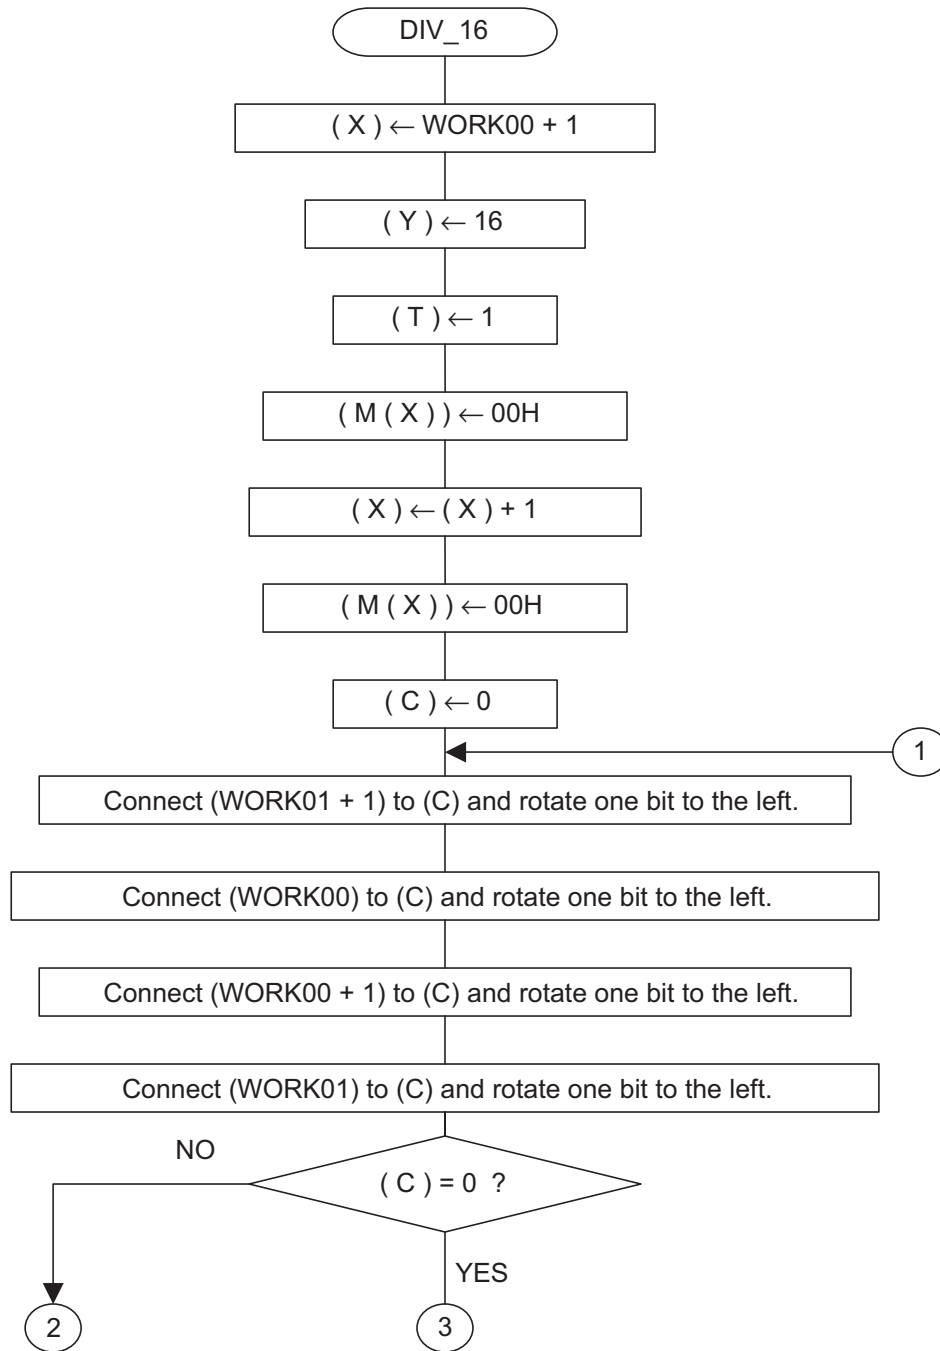 DIV_16
( X ) ← WORK00 + 1
( Y ) ← 16
( T ) ← 1
( M ( X ) ) ← 00H
( X ) ← ( X ) + 1
( M ( X ) ) ← 00H
( C ) ← 0
1
Connect (WORK01 + 1) to (C) and rotate one bit to the left.
Connect (WORK00) to (C) and rotate one bit to the left.
Connect (WORK00 + 1) to (C) and rotate one bit to the left.
Connect (WORK01) to (C) and rotate one bit to the left.
NO
( C ) = 0 ?
YES
2
3